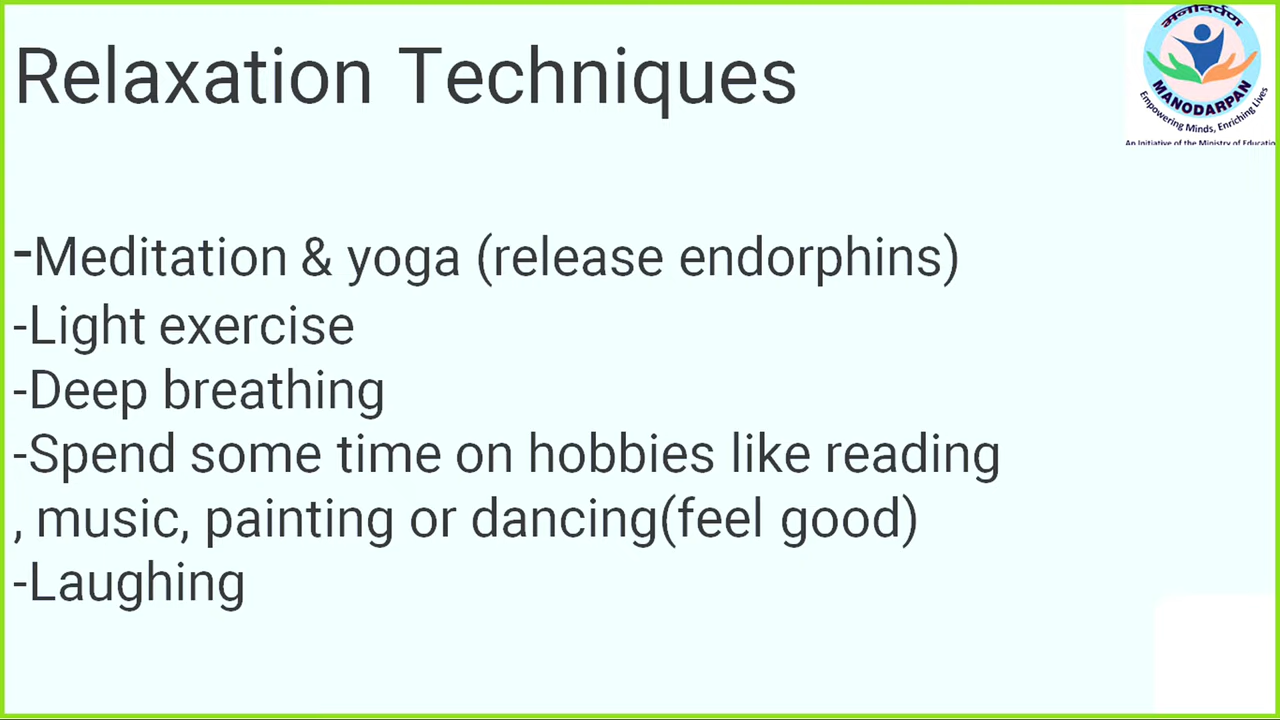 Relaxation Techniques
मनोदर्पण
MANODARPAN
Empowering Minds, Enriching Lives
An Initiative of the Ministry of Educatio
-Meditation & yoga (release endorphins)
-Light exercise
-Deep breathing
-Spend some time on hobbies like reading
, music, painting or dancing(feel good)
-Laughing